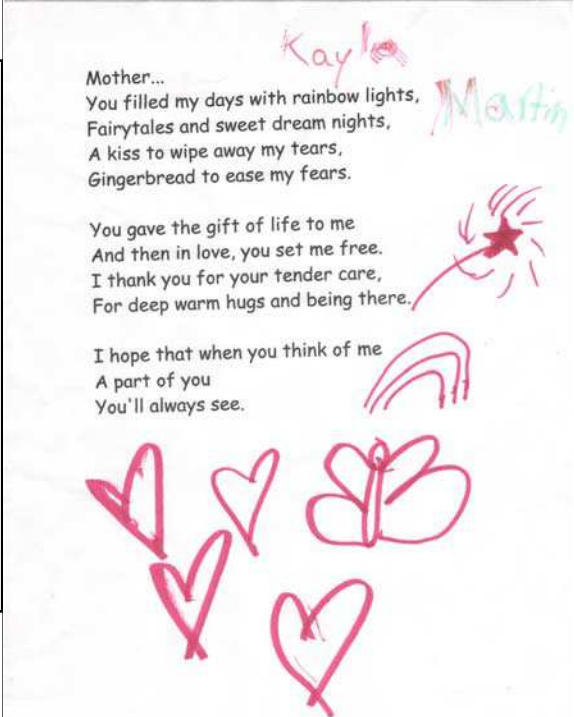 Kayla
Martin
Mother...
You filled my days with rainbow lights,
Fairytales and sweet dream nights,
A kiss to wipe away my tears,
Gingerbread to ease my fears.
You gave the gift of life to me
And then in love, you set me free.
I thank you for your tender care,
For deep warm hugs and being there.
I hope that when you think of me
A part of you
You'll always see.